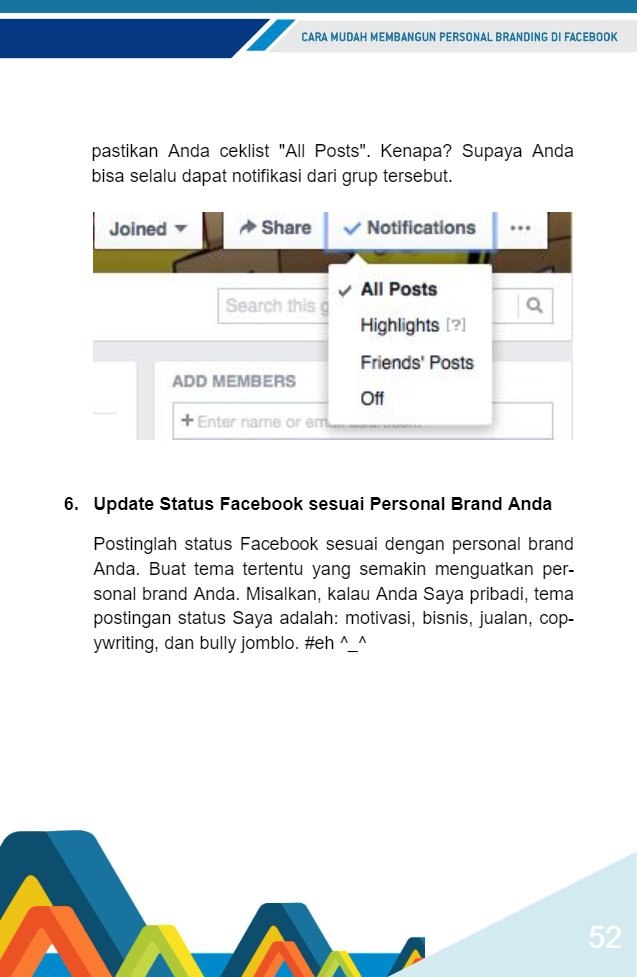 CARA MUDAH MEMBANGUN PERSONAL BRANDING DI FACEBOOK
pastikan Anda ceklist "All Posts". Kenapa? Supaya Anda
bisa selalu dapat notifikasi dari grup tersebut.
Joined Share Notifications ...
All Posts
Search this g
Highlights [?]
Friends' Posts
ADD MEMBERS
Off
+ Enter name or em
6. Update Status Facebook sesuai Personal Brand Anda
Postinglah status Facebook sesuai dengan personal brand
Anda. Buat tema tertentu yang semakin menguatkan per-
sonal brand Anda. Misalkan, kalau Anda Saya pribadi, tema
postingan status Saya adalah: motivasi, bisnis, jualan, cop-
ywriting, dan bully jomblo. #eh ^_^
52